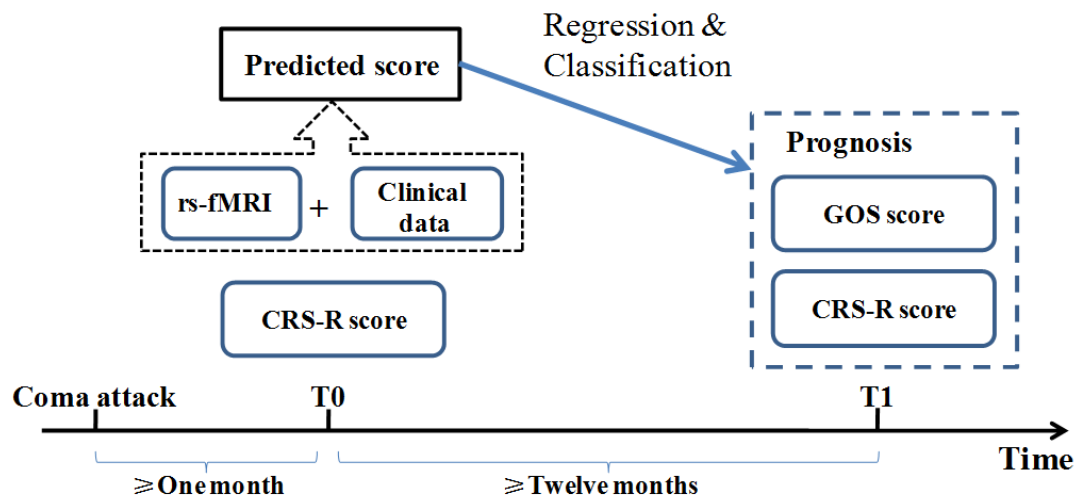 Regression &
Classification
Predicted score
Prognosis
rs-fMRI
+
Clinical
data
GOS score
CRS-R score
CRS-R score
Coma attack
T0
T1
Time
≥One month
≥Twelve months